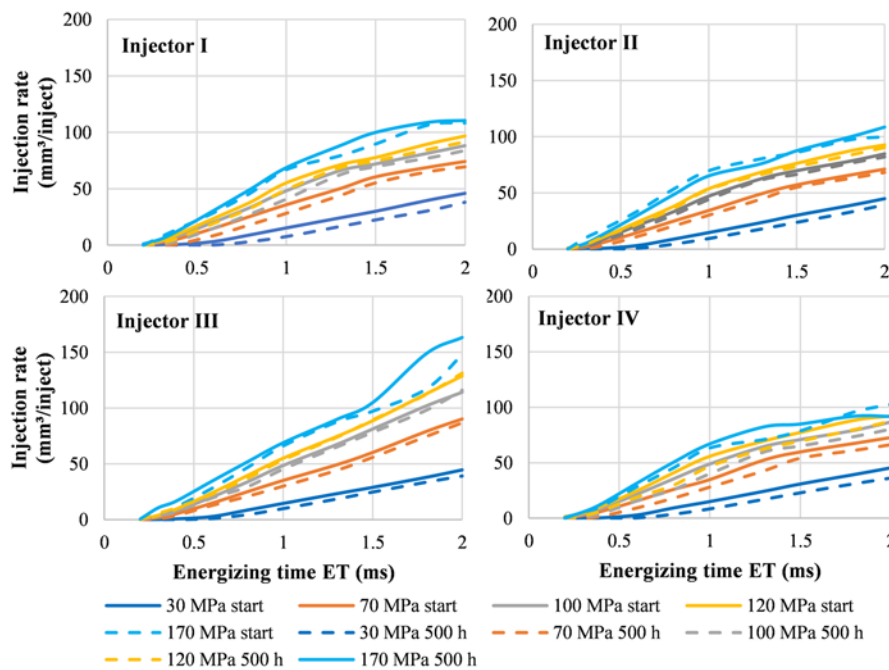 Injector I
Injection rate
(mm³/inject)
200
150
100
50
0
0
0.5
1
1.5
2
Injector II
200
150
100
50
0
0
0.5
1
1.5
2
Injector III
Injection rate
(mm³/inject)
200
150
100
50
0
0
0.5
1
1.5
2
Energizing time ET (ms)
Injector IV
200
150
100
50
0
0
0.5
1
1.5
2
Energizing time ET (ms)
30 MPa start
70 MPa start
100 MPa start
120 MPa start
170 MPa start
30 MPa 500 h
70 MPa 500 h
100 MPa 500 h
120 MPa 500 h
170 MPa 500 h